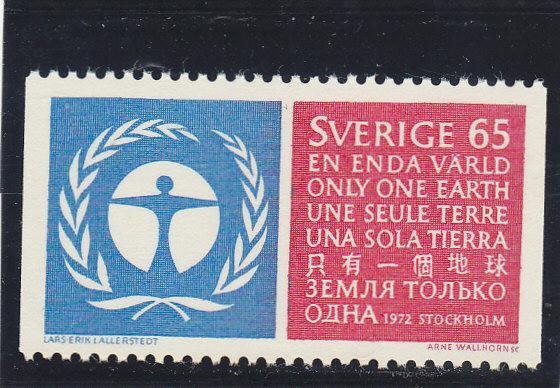 SVERIGE 65
EN ENDA VÄRLD
ONLY ONE EARTH
UNE SEULE TERRE
UNA SOLA TIERRA
只有一個地球
ЗЕМЛЯ ТОЛЬКО
ОДНА 1972 STOCKHOLM
LARS-ERIK LALLERSTEDT
ARNE WALLHORN SC